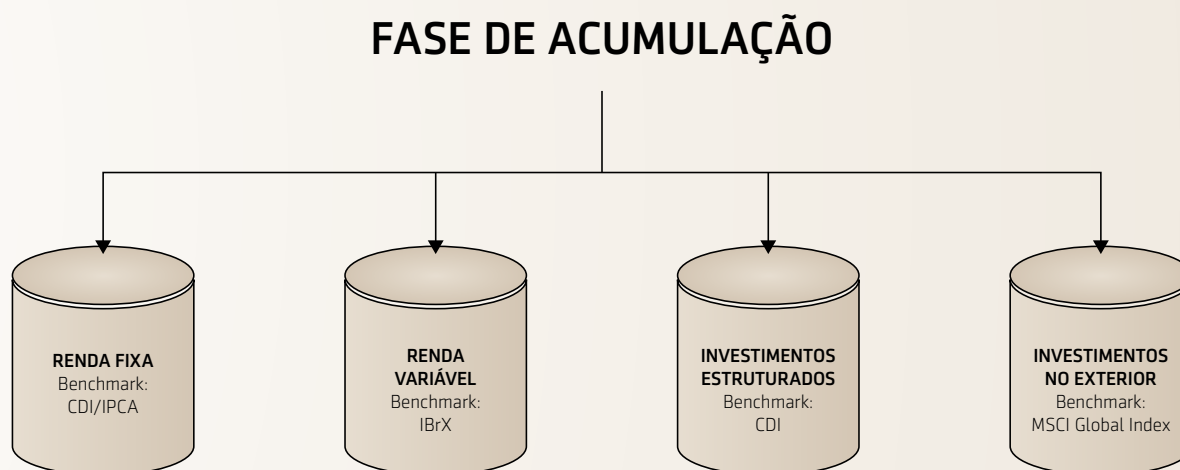 FASE DE ACUMULAÇÃO
RENDA FIXA
Benchmark:
CDI/IPCA
RENDA
VARIÁVEL
Benchmark:
IBrX
INVESTIMENTOS
ESTRUTURADOS
Benchmark:
CDI
INVESTIMENTOS
NO EXTERIOR
Benchmark:
MSCI Global Index